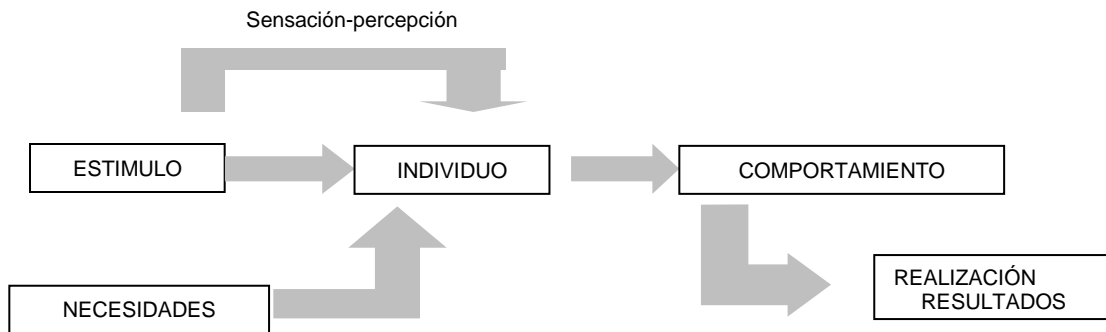 Sensación-percepción
ESTIMULO
INDIVIDUO
COMPORTAMIENTO
NECESIDADES
REALIZACIÓN
RESULTADOS